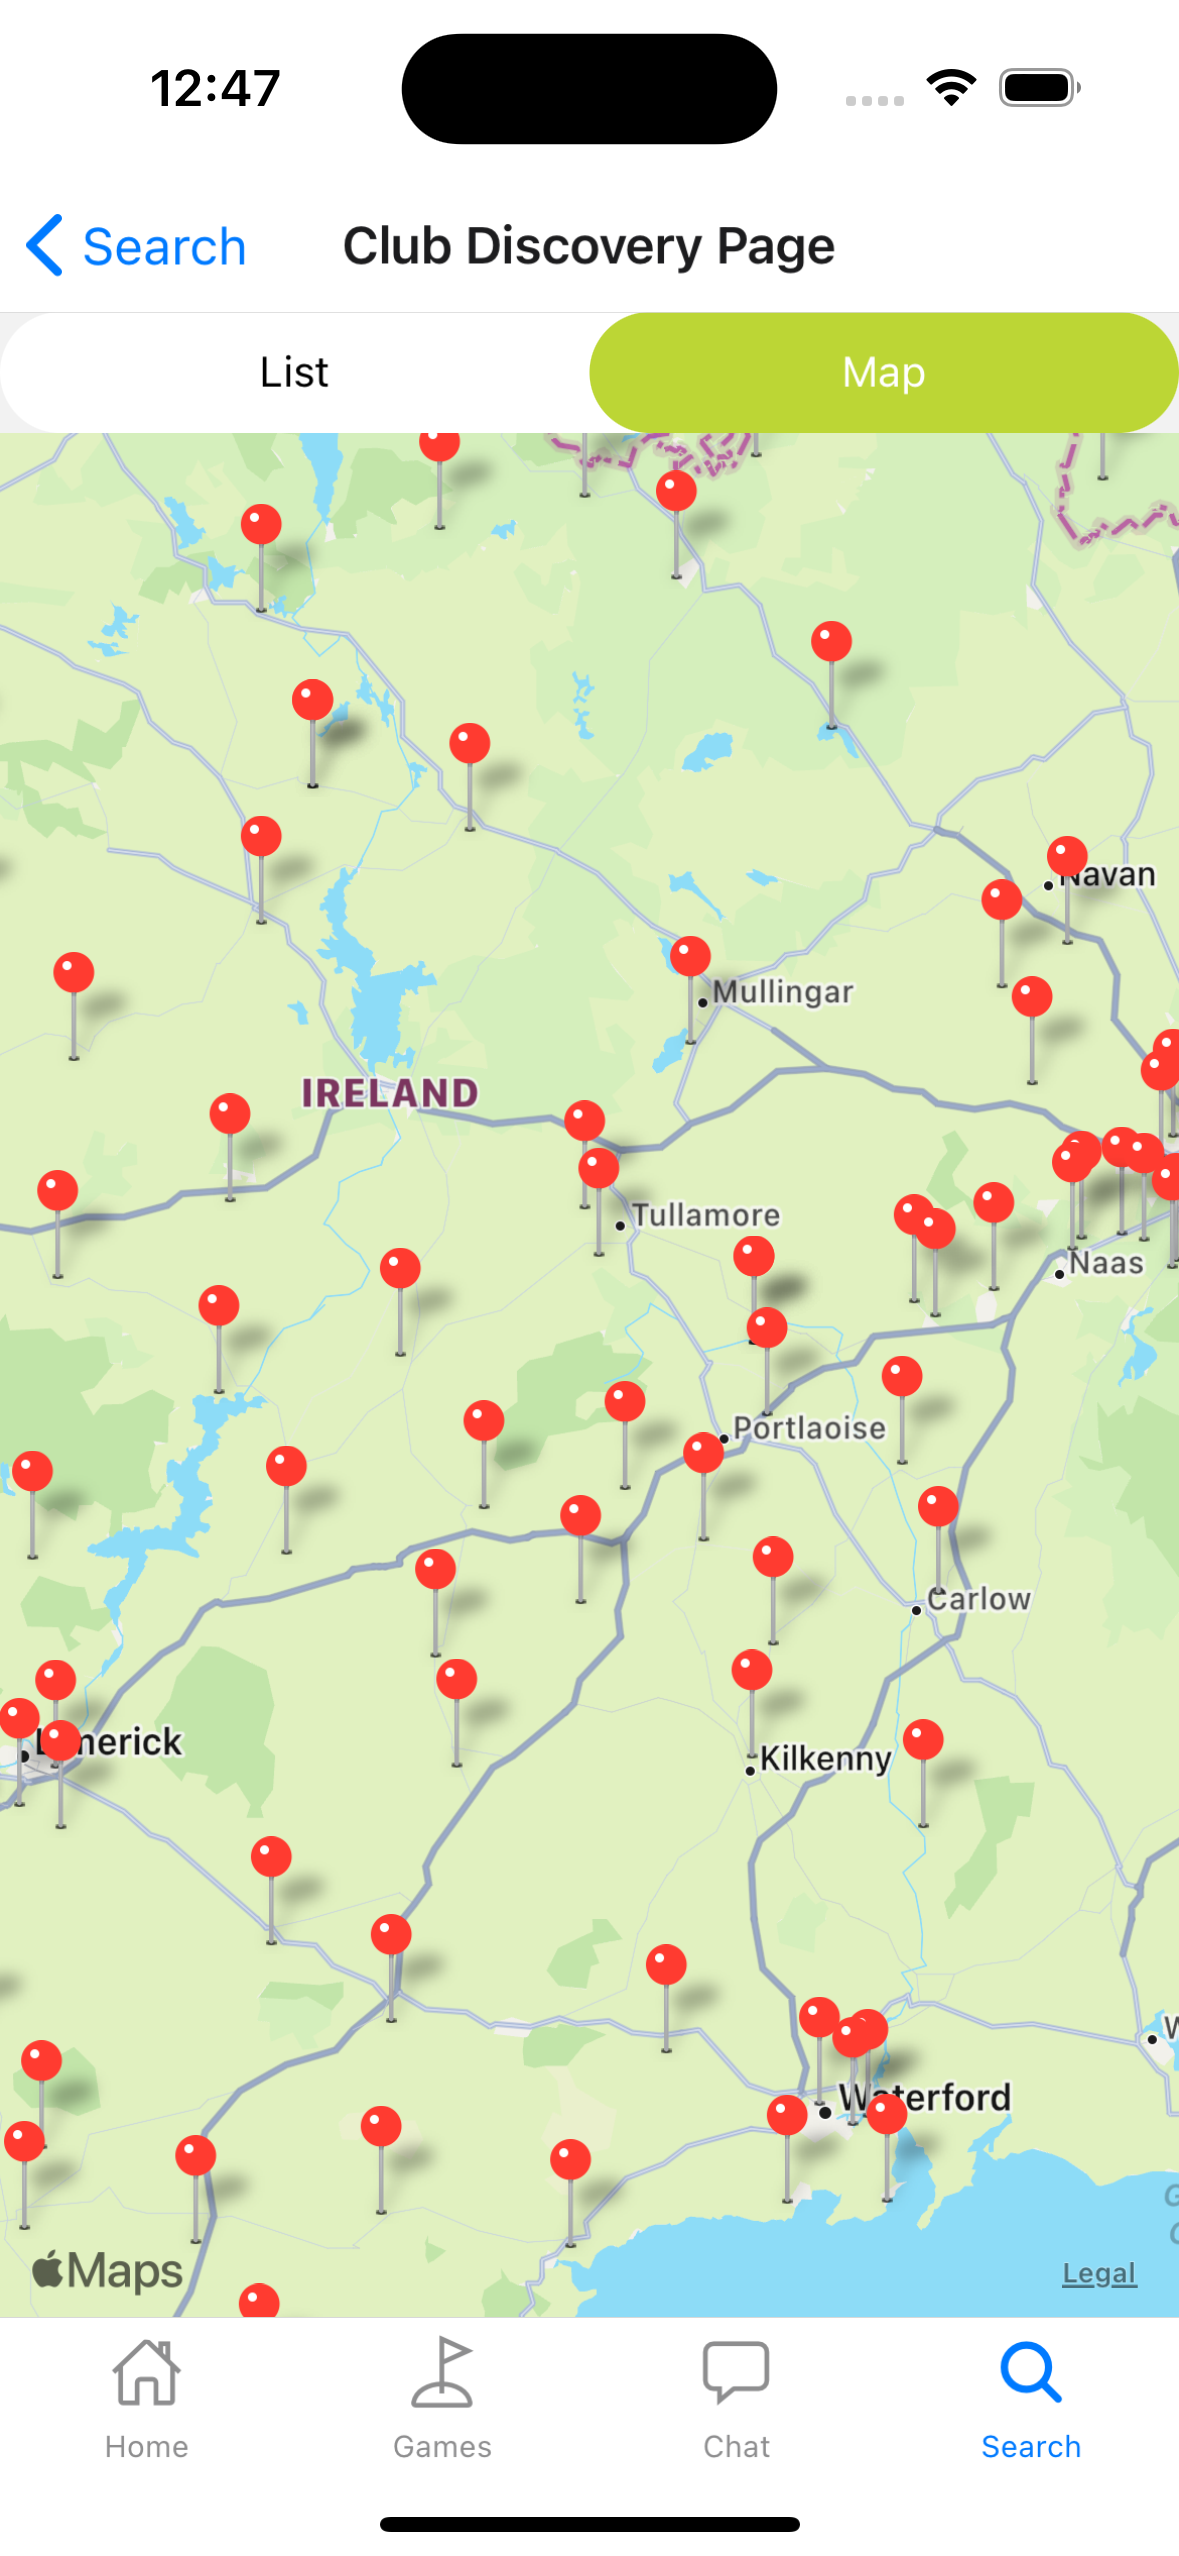 12:47
Search
Club Discovery Page
List
Map
Navan
Mullingar
IRELAND
Tullamore
Naas
Portlaoise
Carlow
Limerick
Kilkenny
Waterford
Maps
Legal
Home
Games
Chat
Search